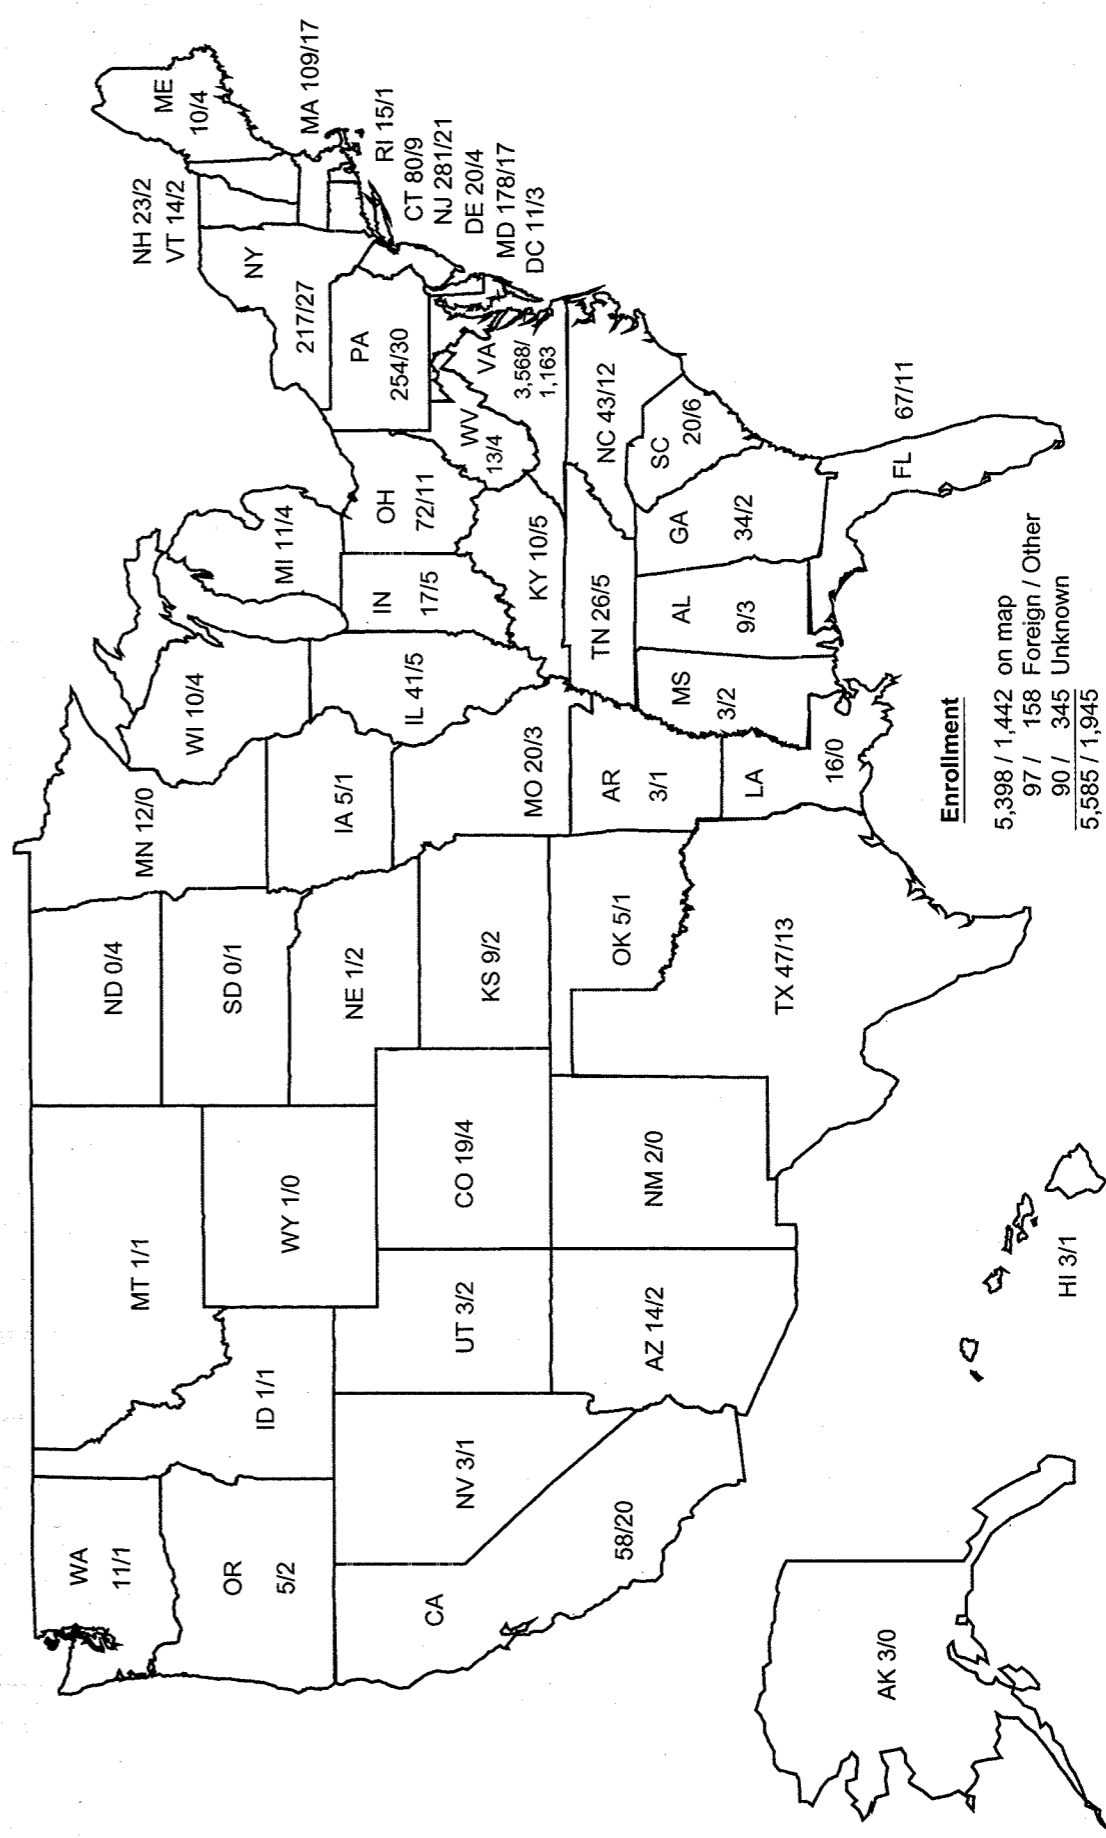 WA
11/1
OR
5/2
CA
58/20
NV 3/1
ID 1/1
MT 1/1
WY 1/0
UT 3/2
AZ 14/2
CO 19/4
NM 2/0
ND 0/4
SD 0/1
NE 1/2
KS 9/2
OK 5/1
TX 47/13
MN 12/0
IA 5/1
MO 20/3
AR
3/1
LA
16/0
WI 10/4
IL 41/5
MI 11/4
IN
17/5
OH
72/11
KY 10/5
TN 26/5
MS
3/2
AL
9/3
GA
34/2
FL
67/11
SC
20/6
NC 43/12
VA
3,568/
1,163
WV
13/4
PA
254/30
NY
217/27
NH 23/2
VT 14/2
ME
10/4
MA 109/17
RI 15/1
CT 80/9
NJ 281/21
DE 20/4
MD 178/17
DC 11/3
AK 3/0
HI 3/1
Enrollment
5,398 / 1,442 on map
97 / 158 Foreign / Other
90 / 345 Unknown
5,585 / 1,945